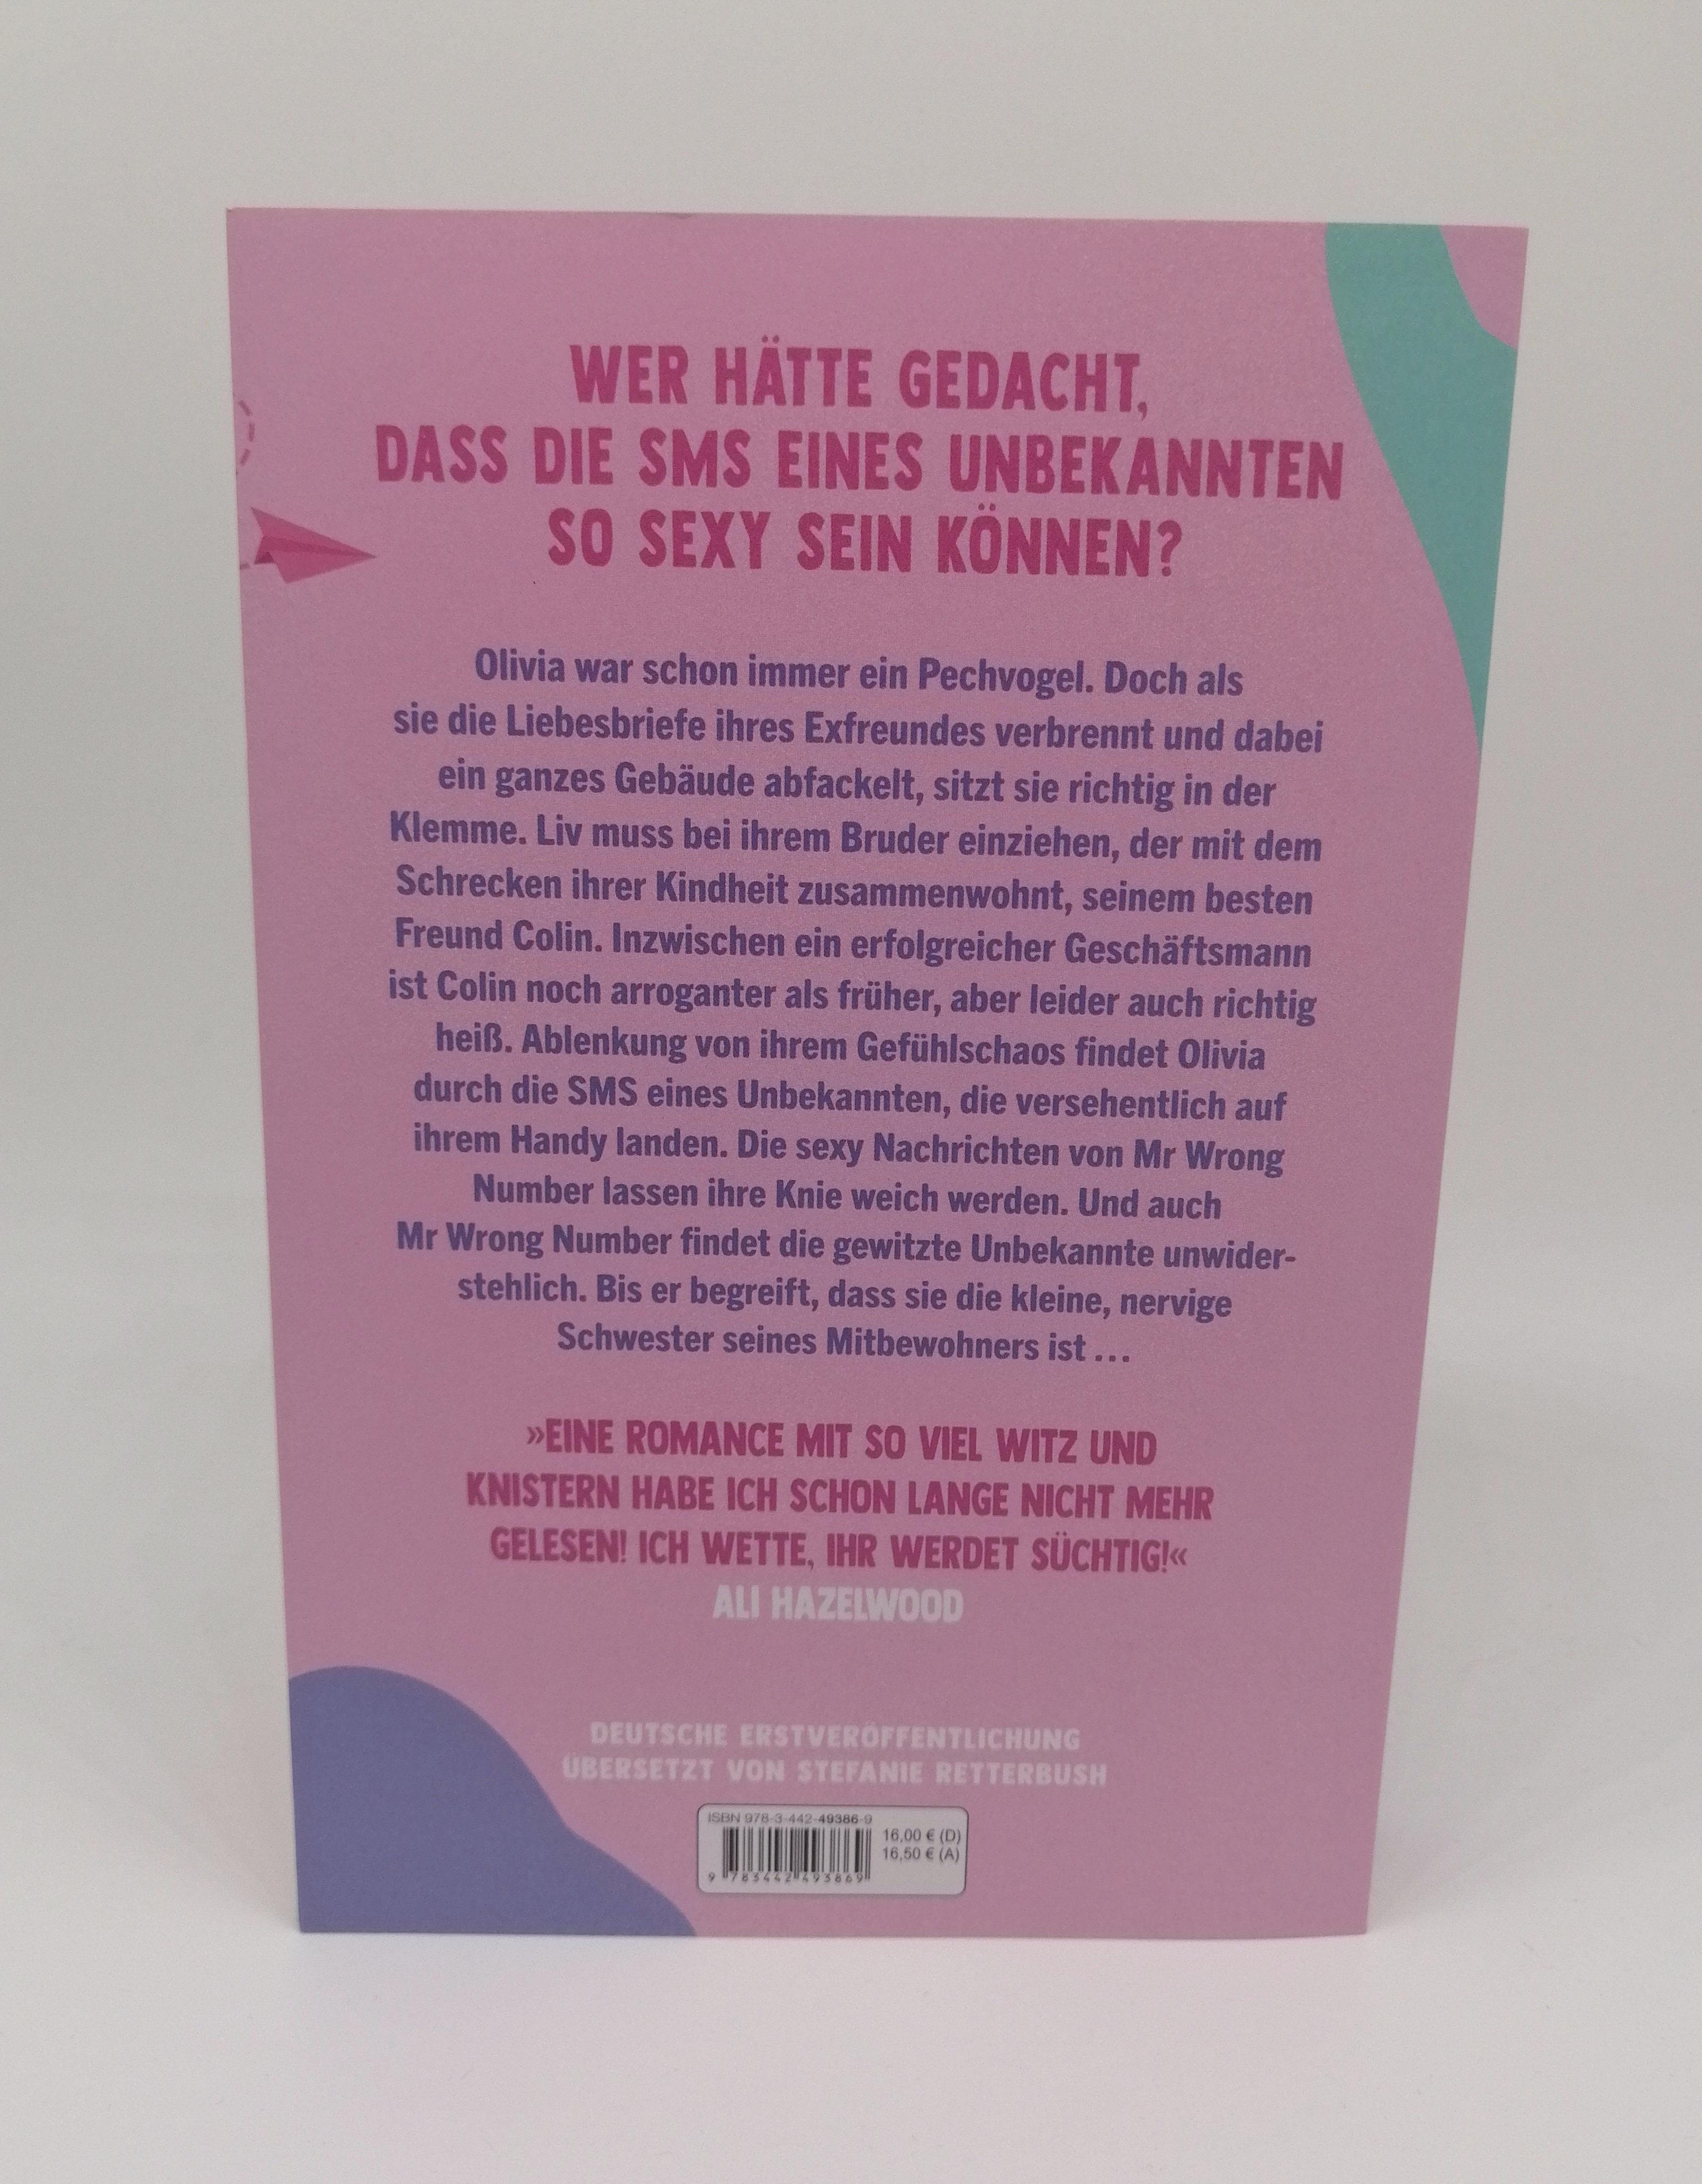 WER HÄTTE GEDACHT,
DASS DIE SMS EINES UNBEKANNTEN
SO SEXY SEIN KÖNNEN?
Olivia war schon immer ein Pechvogel. Doch als
sie die Liebesbriefe ihres Exfreundes verbrennt und dabei
ein ganzes Gebäude abfackelt, sitzt sie richtig in der
Klemme. Liv muss bei ihrem Bruder einziehen, der mit dem
Schrecken ihrer Kindheit zusammenwohnt, seinem besten
Freund Colin. Inzwischen ein erfolgreicher Geschäftsmann
ist Colin noch arroganter als früher, aber leider auch richtig
heiß. Ablenkung von ihrem Gefühlschaos findet Olivia
durch die SMS eines Unbekannten, die versehentlich auf
ihrem Handy landen. Die sexy Nachrichten von Mr Wrong
Number lassen ihre Knie weich werden. Und auch
Mr Wrong Number findet die gewitzte Unbekannte unwider-
stehlich. Bis er begreift, dass sie die kleine, nervige
Schwester seines Mitbewohners ist ...
»EINE ROMANCE MIT SO VIEL WITZ UND
KNISTERN HABE ICH SCHON LANGE NICHT MEHR
GELESEN! ICH WETTE, IHR WERDET SÜCHTIG!«
ALI HAZELWOOD
DEUTSCHE ERSTVERÖFFENTLICHUNG
ÜBERSETZT VON STEFANIE RETTERBUSH
ISBN 978-3-442-49386-9
16,00 € (D)
16,50 € (A)
9 783442 493869